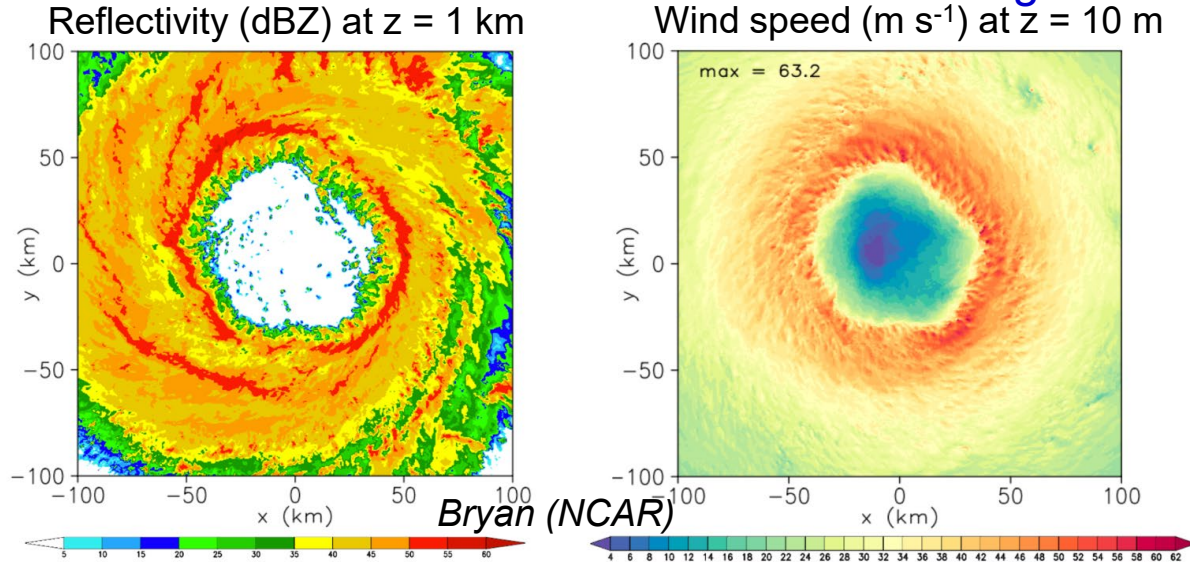 Reflectivity (dBZ) at z = 1 km
100
50
0
−50
−100
y (km)
−100 −50 0 50 100
x (km)
5 10 15 20 25 30 35 40 45 50 55 60
Wind speed (m s-1) at z = 10 m
max = 63.2
100
50
0
−50
−100
y (km)
−100 −50 0 50 100
x (km)
Bryan (NCAR)
4 6 8 10 12 14 16 18 20 22 24 26 28 30 32 34 36 38 40 42 44 46 48 50 52 54 56 58 60 62